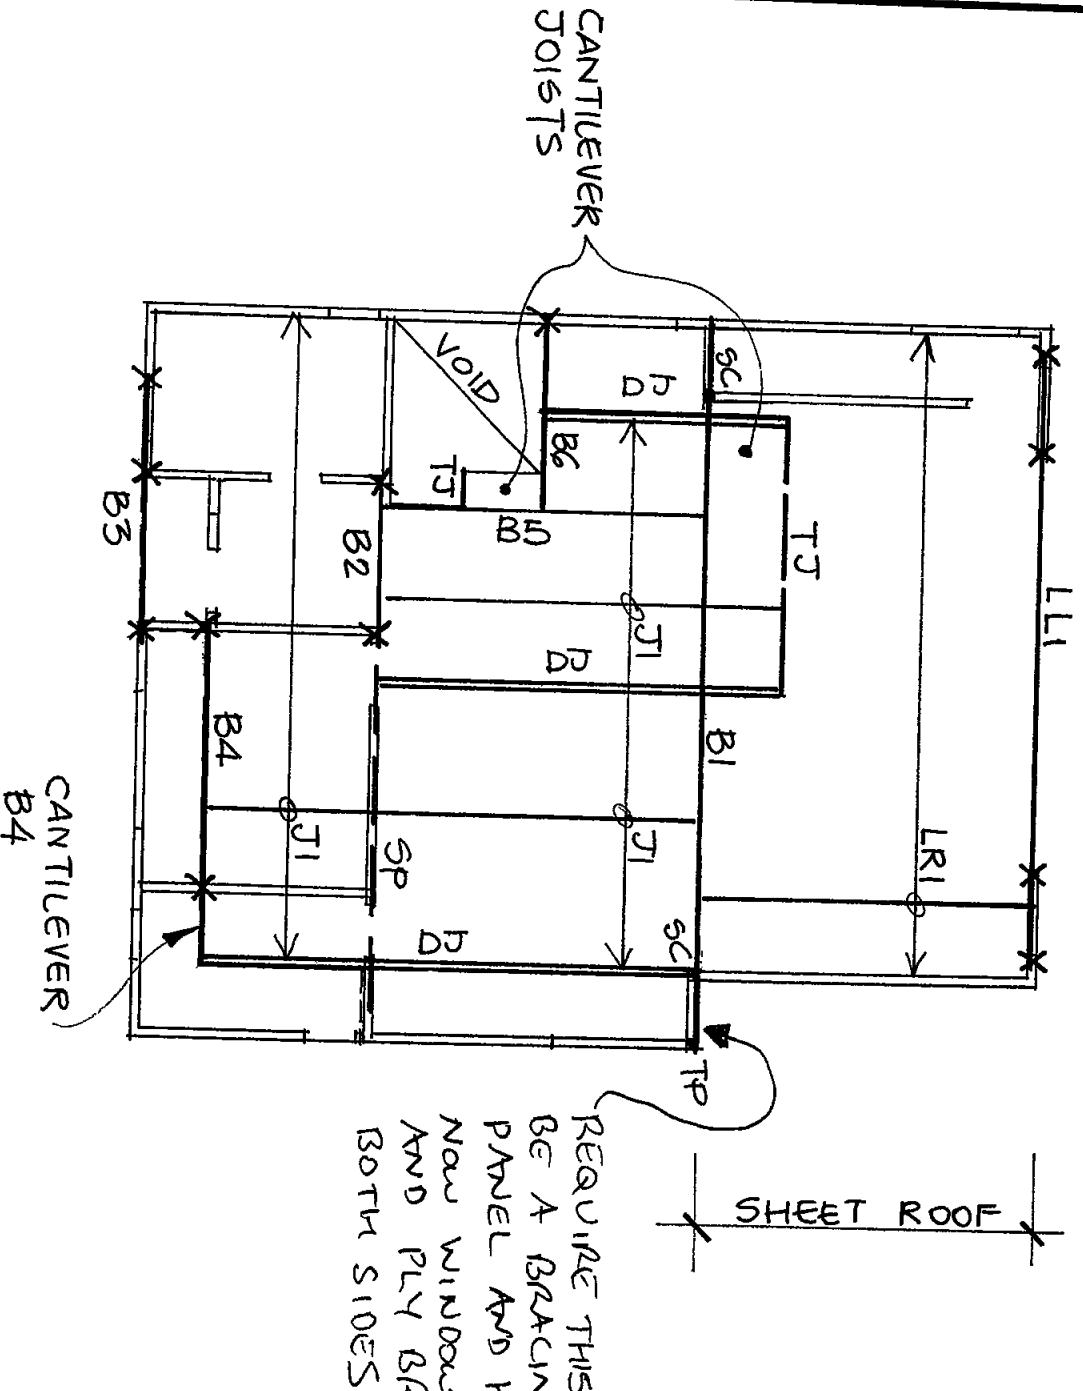 CANTILEVER
JOISTS
VOID
SC
DJ
B6
TJ
B5
TJ
B3
B2
LL1
J1
DJ
B4
B1
J1
J1
LR1
SP
SC
DJ
CANTILEVER
B4
TP
REQUIRE THIS
BE A BRACIN
PANEL AND
NOW WINDOW
AND PLY
BOTH SIDES
SHEET ROOF